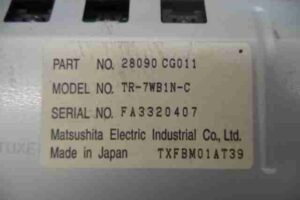 PART NO. 28090 CG011
MODEL NO. TR-7WB1N-C
SERIAL NO. FA3320407
Matsushita Electric Industrial Co., Ltd.
Made in Japan TXFBM01AT39